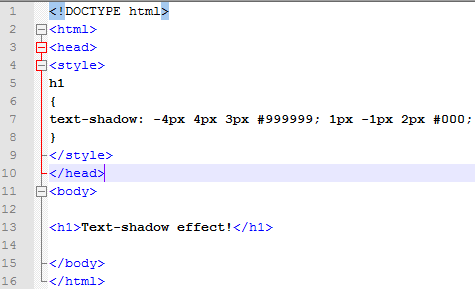 1 <!DOCTYPE html>
2 <html>
3 <head>
4 <style>
5 h1
6 {
7 text-shadow: -4px 4px 3px #999999; 1px -1px 2px #000;
8 }
9 </style>
10 </head>
11 <body>
12
13 <h1>Text-shadow effect!</h1>
14
15 </body>
16 </html>